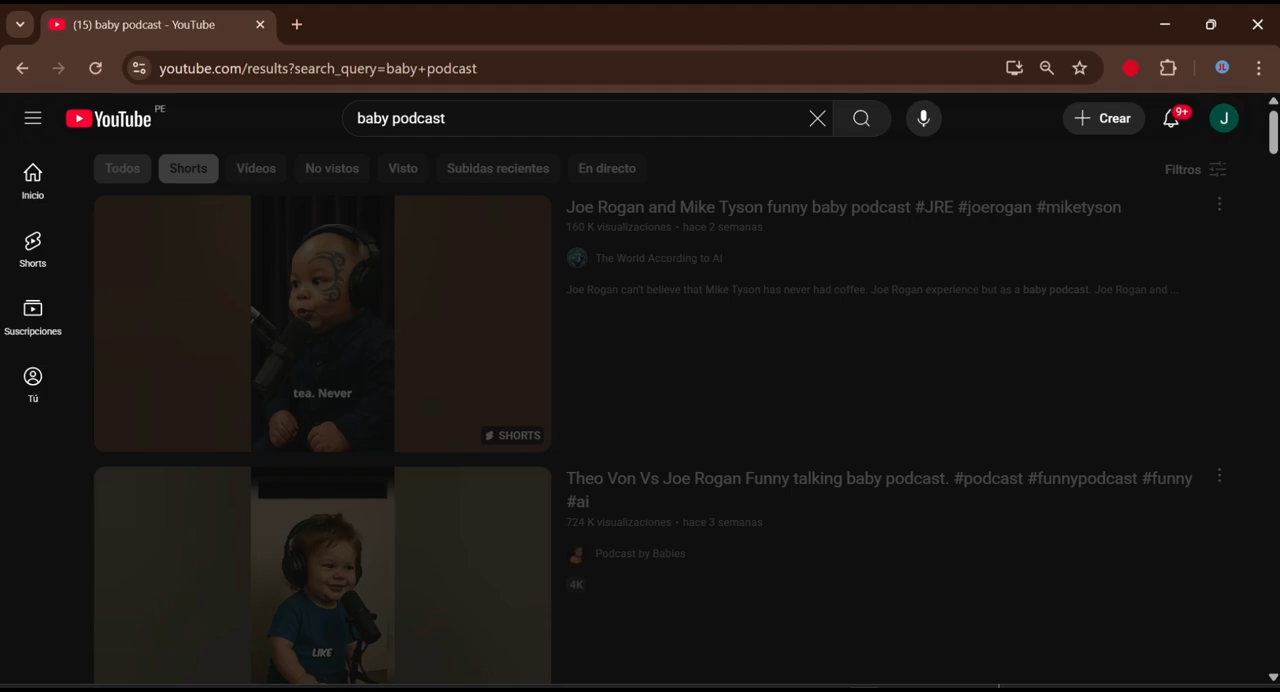 (15) baby podcast - YouTube
youtube.com/results?search_query=baby+podcast
JL
YouTube PE
baby podcast
Crear
9+
J
Todos
Shorts
Vídeos
No vistos
Visto
Subidas recientes
En directo
Filtros
Inicio
Shorts
Suscripciones
Tú
tea. Never
SHORTS
Joe Rogan and Mike Tyson funny baby podcast #JRE #joerogan #miketyson
160 K visualizaciones • hace 2 semanas
The World According to AI
Joe Rogan can't believe that Mike Tyson has never had coffee. Joe Rogan experience but as a baby podcast. Joe Rogan and ...
LIKE
Theo Von Vs Joe Rogan Funny talking baby podcast. #podcast #funnypodcast #funny
#ai
724 K visualizaciones • hace 3 semanas
Podcast by Babies
4K